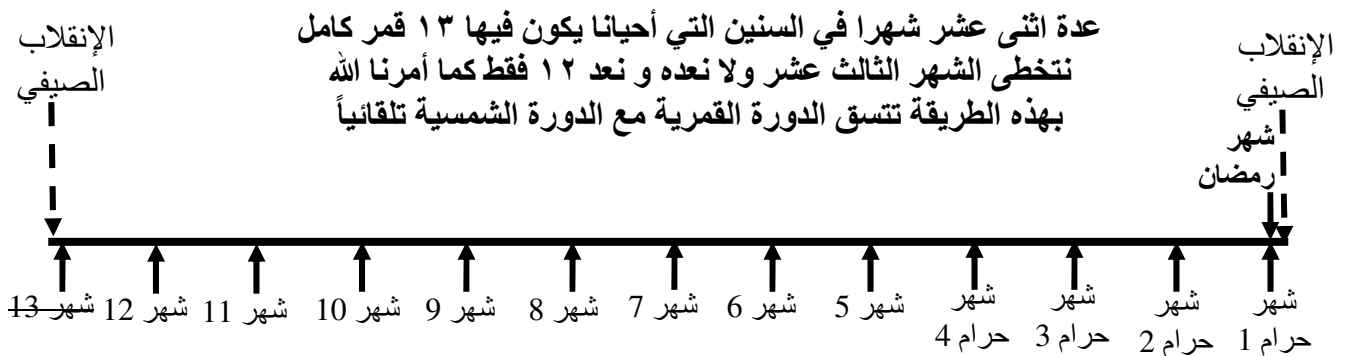 عدة اثنى عشر شهرا في السنين التي أحيانا يكون فيها ١٣ قمر كامل
نتخطى الشهر الثالث عشر ولا نعده و نعد ١٢ فقط كما أمرنا الله
بهذه الطريقة تتسق الدورة القمرية مع الدورة الشمسية تلقائياً
الإنقلاب
الصيفي
شهر
رمضان
الإنقلاب
الصيفي
شهر
حرام 1
شهر
حرام 2
شهر
حرام 3
شهر
حرام 4
شهر 5
شهر 6
شهر 7
شهر 8
شهر 9
شهر 10
شهر 11
شهر 12
شهر 13